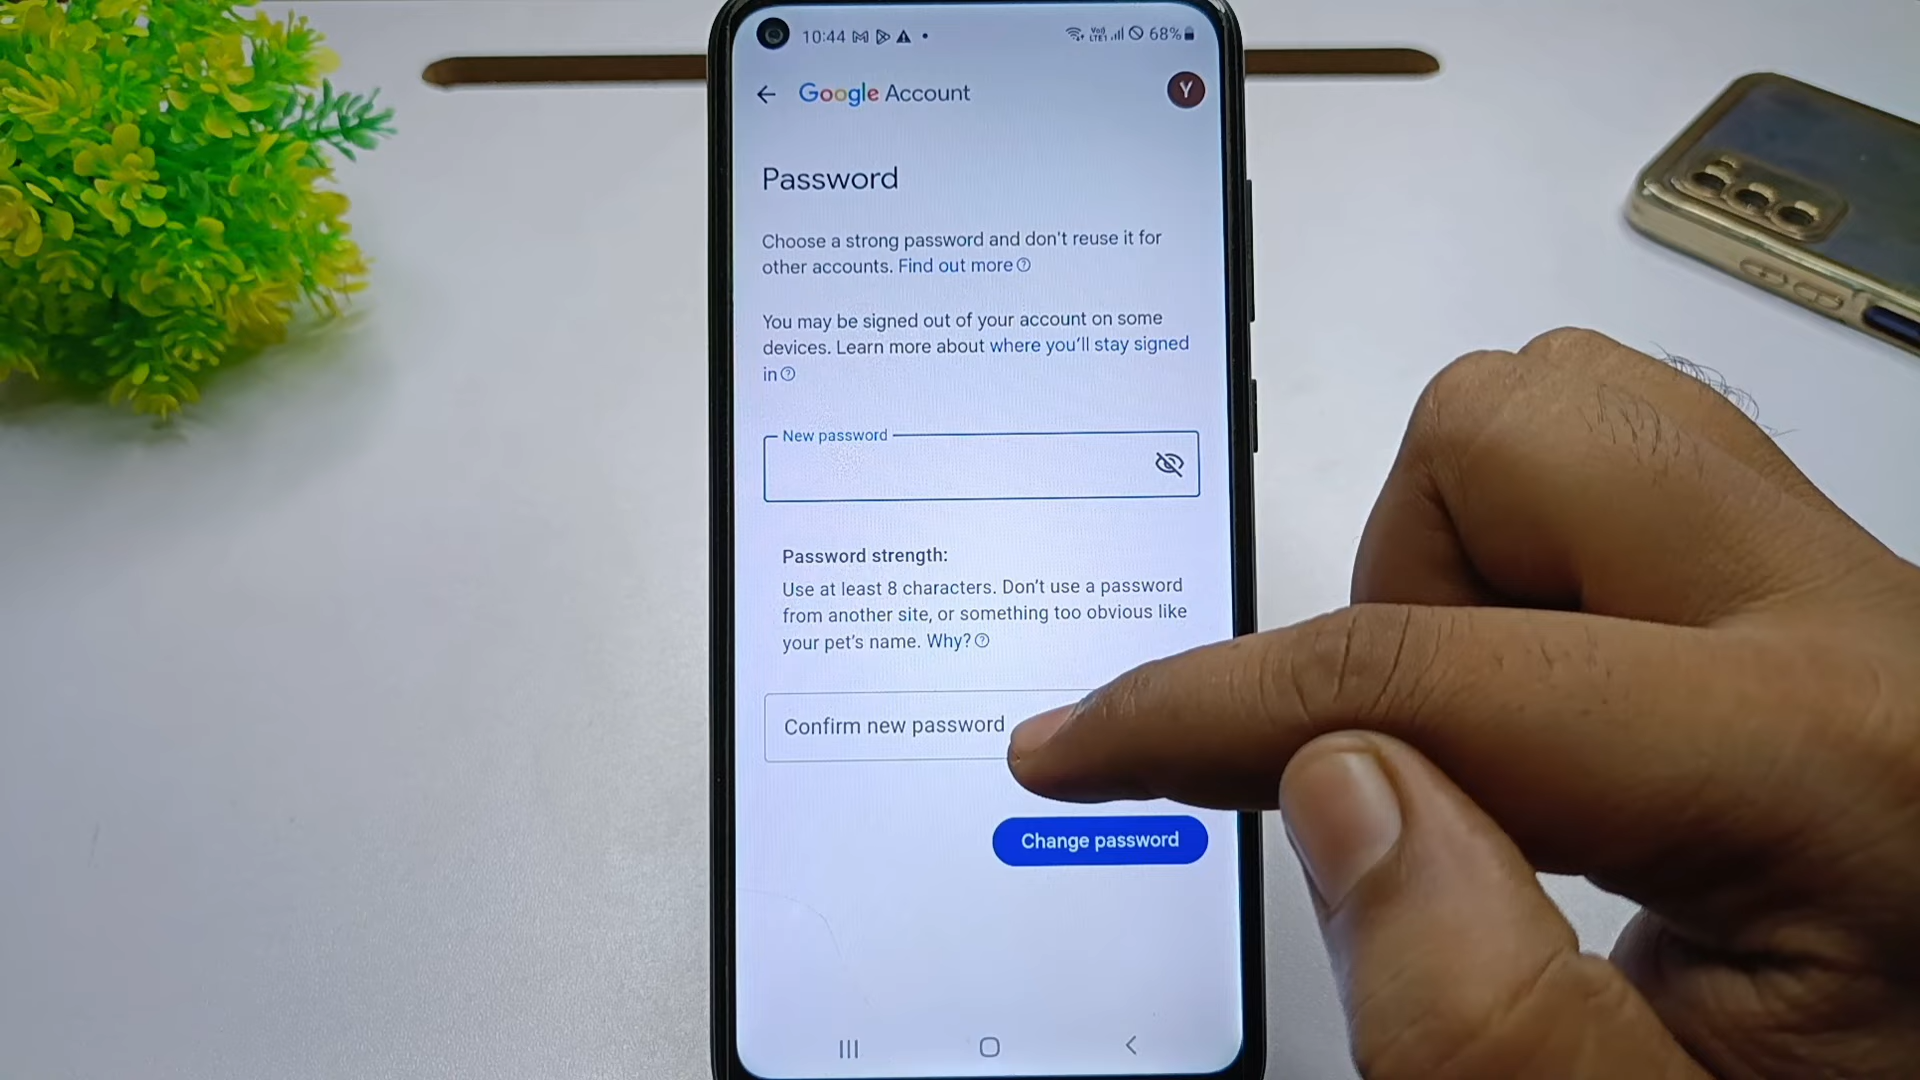 10:44
VoD
LTE1
68%
Google Account
Y
Password
Choose a strong password and don't reuse it for
other accounts. Find out more
You may be signed out of your account on some
devices. Learn more about where you'll stay signed
in
New password
Password strength:
Use at least 8 characters. Don't use a password
from another site, or something too obvious like
your pet's name. Why?
Confirm new password
Change password